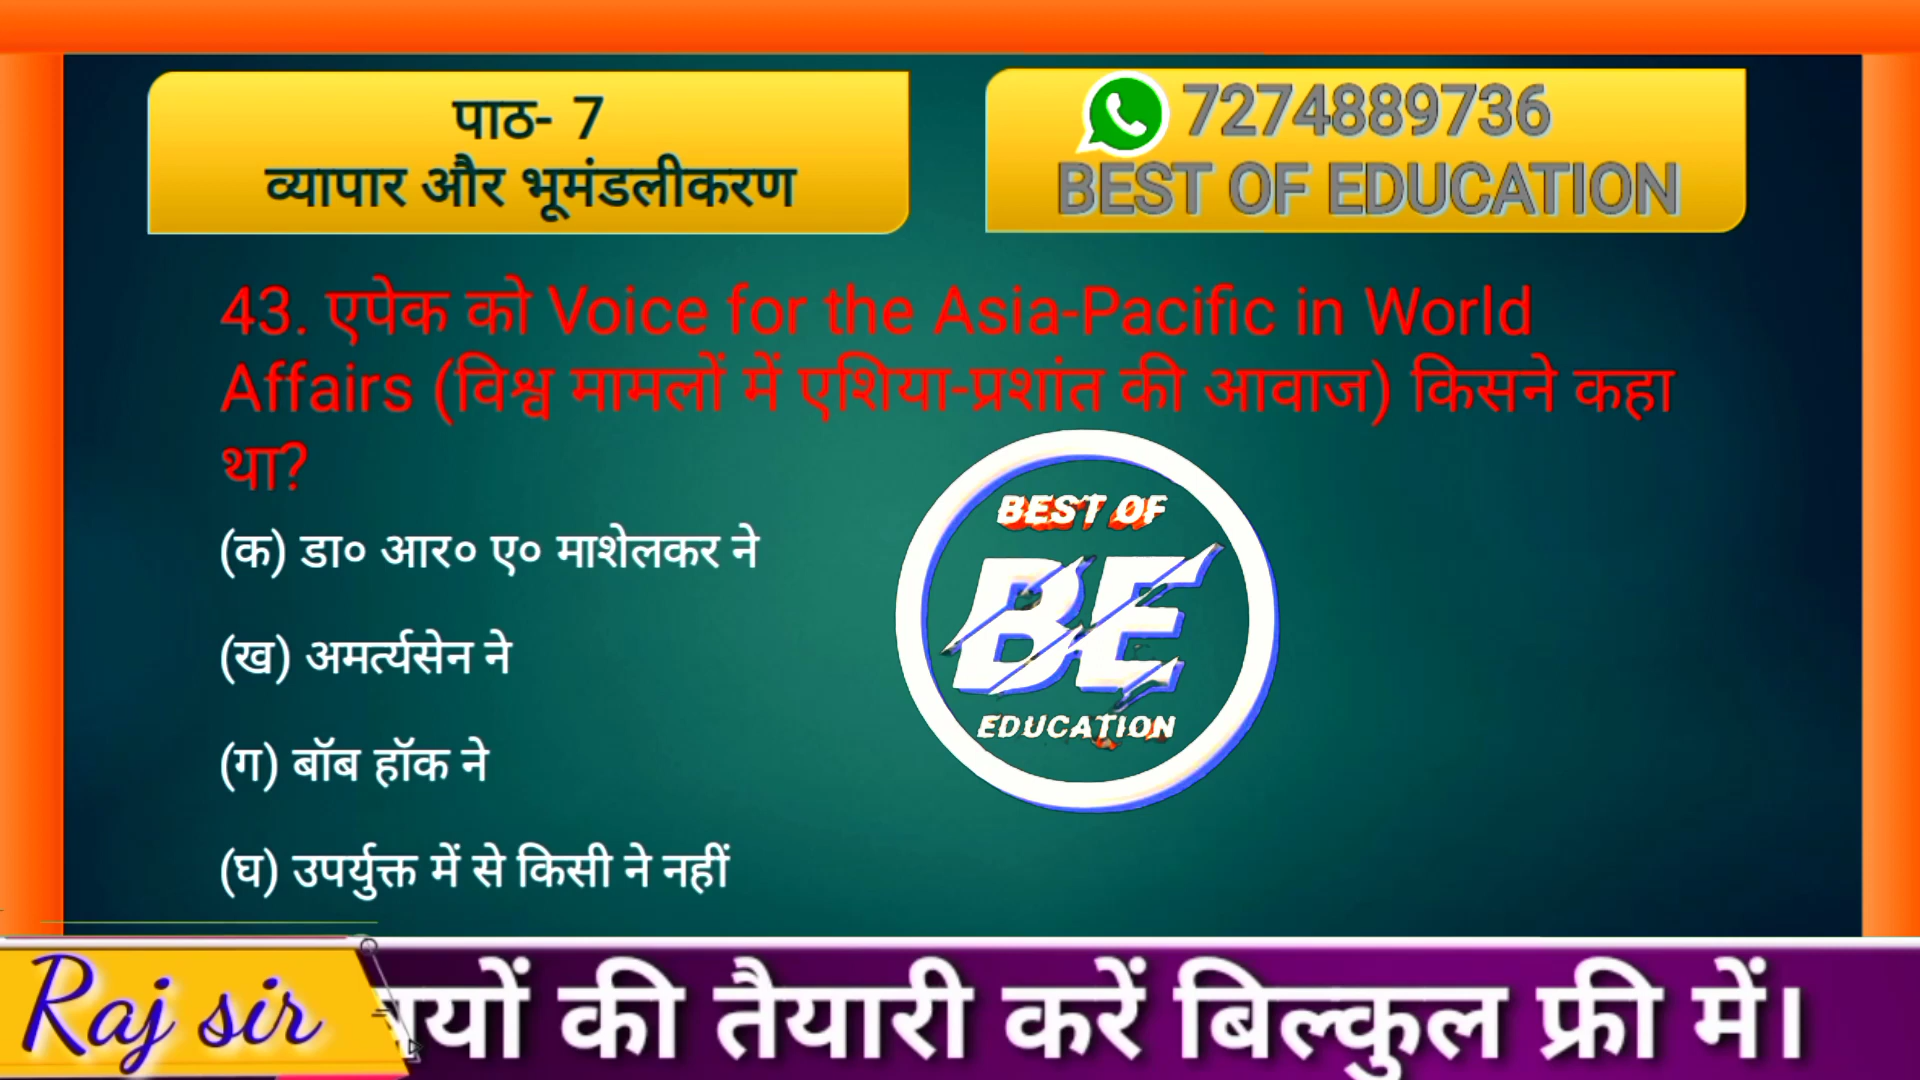 पाठ- 7
व्यापार और भूमंडलीकरण
7274889736
BEST OF EDUCATION
43. एपेक को Voice for the Asia-Pacific in World
Affairs (विश्व मामलों में एशिया-प्रशांत की आवाज) किसने कहा
था?
(क) डा० आर० ए० माशेलकर ने
(ख) अमर्त्यसेन ने
(ग) बॉब हॉक ने
(घ) उपर्युक्त में से किसी ने नहीं
BEST OF
BE
EDUCATION
Raj sir
की तैयारी करें बिल्कुल फ्री में।